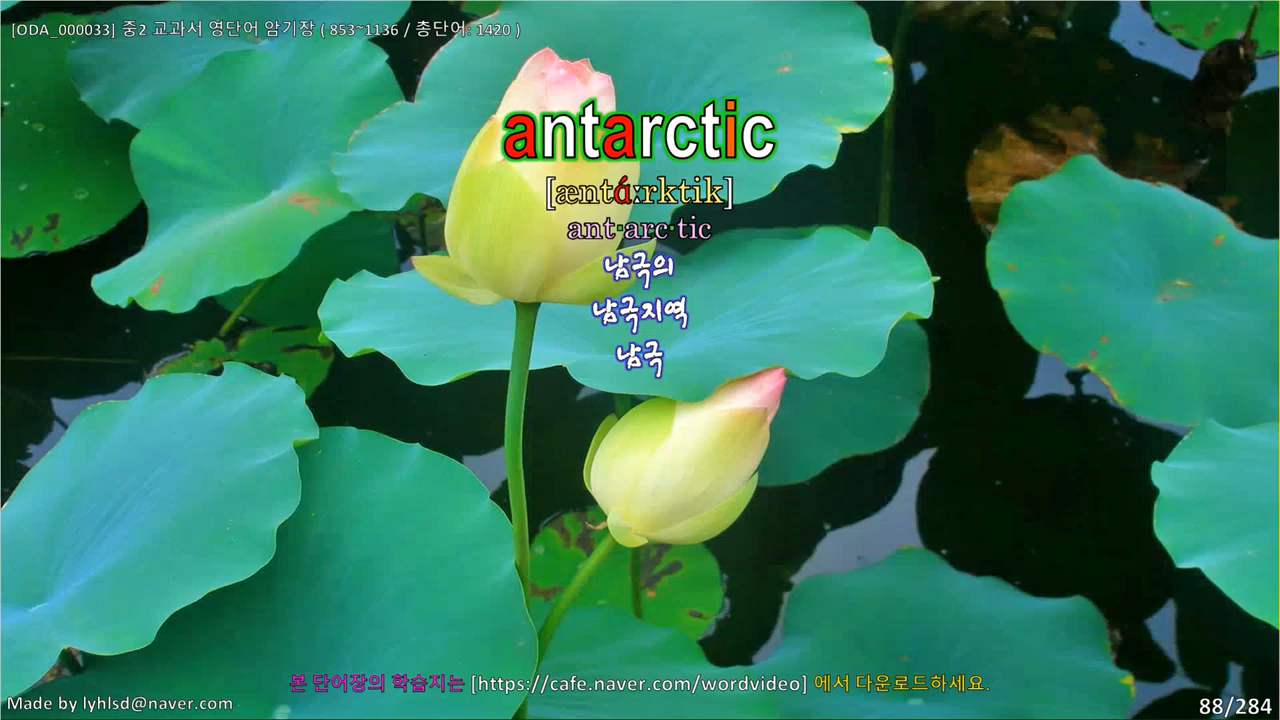 [ODA_000033] 중2 교과서 영단어 암기장 ( 853~1136 / 총단어: 1420 )
antarctic
[æntάːrktik]
ant·arc·tic
남극의
남극지역
남극
본 단어장의 학습지는 [https://cafe.naver.com/wordvideo] 에서 다운로드하세요.
Made by lyhlsd@naver.com
88/284